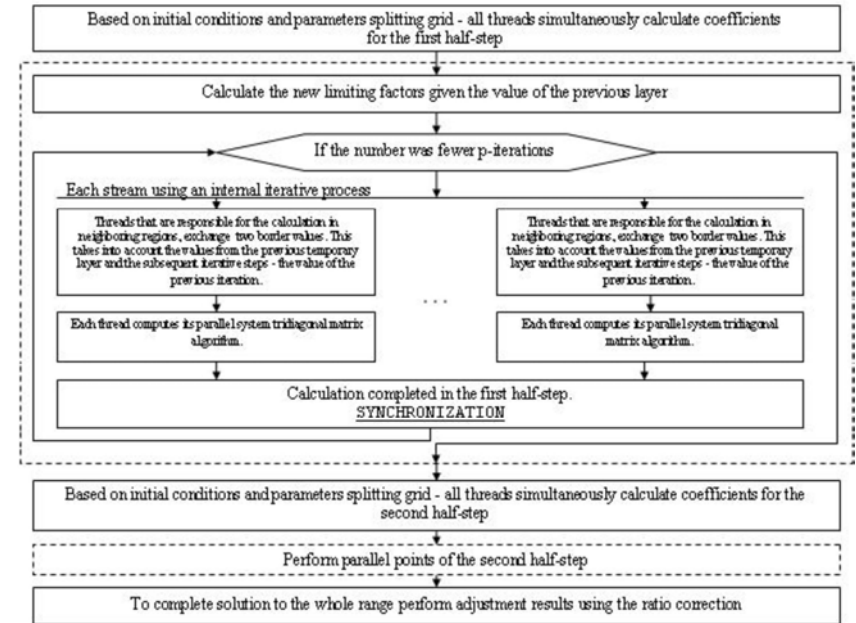 Based on initial conditions and parameters splitting grid - all threads simultaneously calculate coefficients
for the first half-step
Calculate the new limiting factors given the value of the previous layer
If the number was fewer p-iterations
Each stream using an internal iterative process
Threads that are responsible for the calculation in
neighboring regions, exchange two border values. This
takes into account the values from the previous temporary
layer and the subsequent iterative steps - the value of the
previous iteration.
Each thread computes its parallel system tridiagonal matrix
algorithm.
. . .
Threads that are responsible for the calculation in
neighboring regions, exchange two border values. This
takes into account the values from the previous temporary
layer and the subsequent iterative steps - the value of the
previous iteration.
Each thread computes its parallel system tridiagonal
matrix algorithm.
Calculation completed in the first half-step.
SYNCHRONIZATION
Based on initial conditions and parameters splitting grid - all threads simultaneously calculate coefficients for the
second half-step
Perform parallel points of the second half-step
To complete solution to the whole range perform adjustment results using the ratio correction